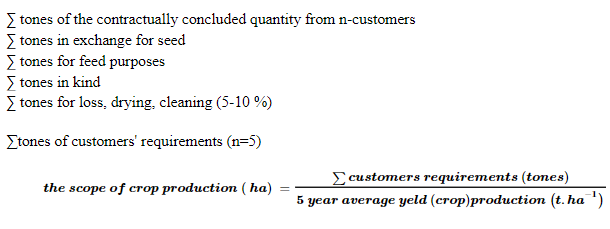 ∑ tones of the contractually concluded quantity from n-customers
∑ tones in exchange for seed
∑ tones for feed purposes
∑ tones in kind
∑ tones for loss, drying, cleaning (5-10 %)
∑tones of customers' requirements (n=5)
the scope of crop production ( ha) = ∑ customers requirements (tones) / 5 year average yeld (crop)production (t. ha⁻¹)